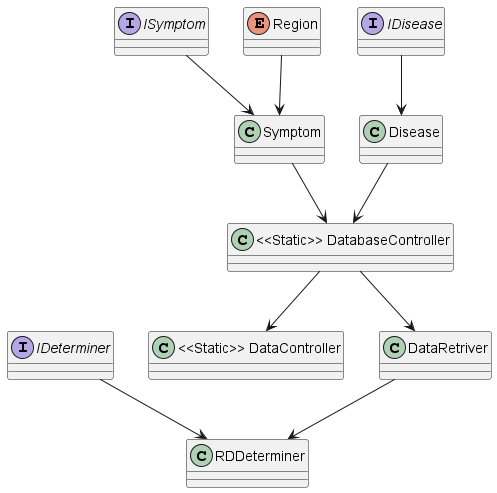 I ISymptom
E Region
I IDisease
C Symptom
C Disease
C <<Static>> DatabaseController
I IDeterminer
C <<Static>> DataController
C DataRetriver
C RDDeterminer